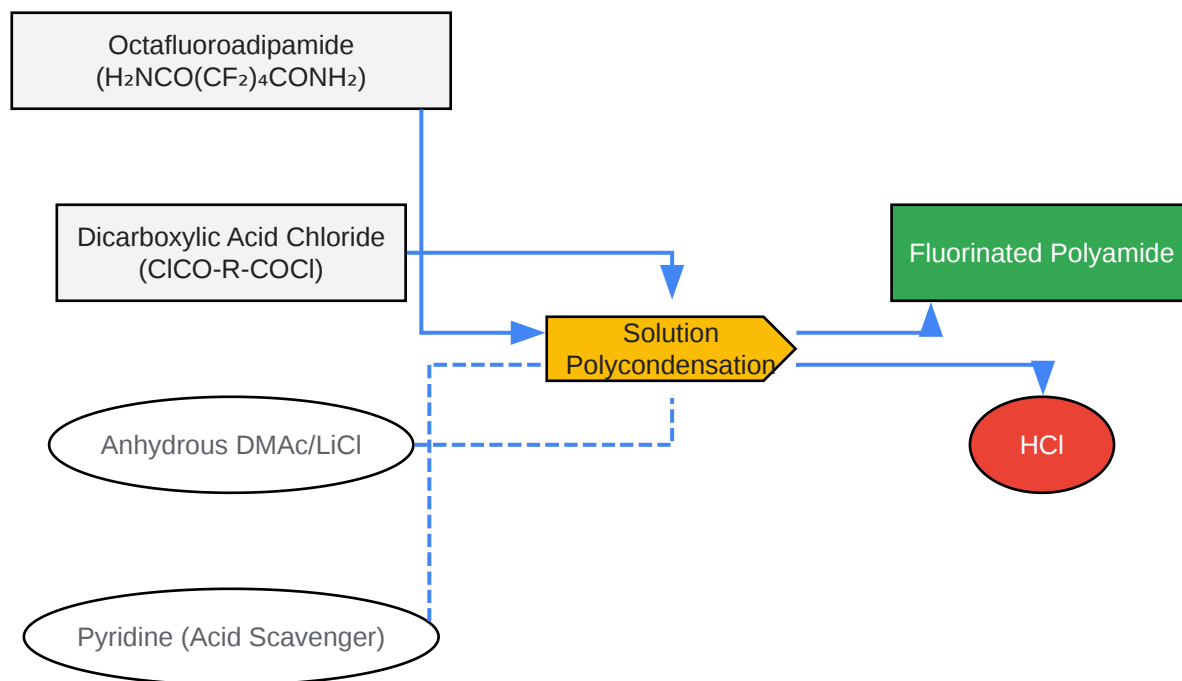 Octafluoroadipamide
(H₂NCO(CF₂)₄CONH₂)
Dicarboxylic Acid Chloride
(ClCO-R-COCl)
Fluorinated Polyamide
Solution
Polycondensation
Anhydrous DMAc/LiCl
HCl
Pyridine (Acid Scavenger)